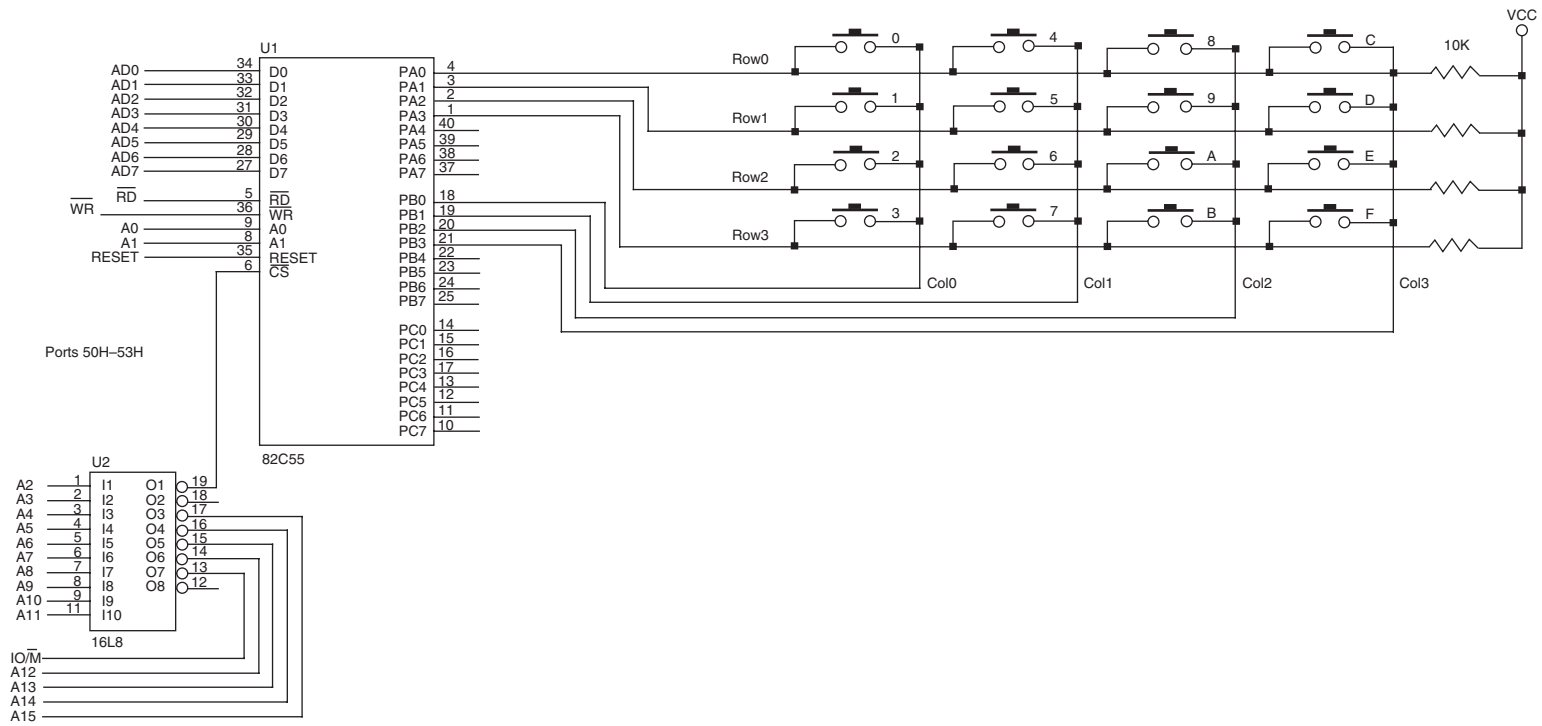 VCC
U1
0
4
8
C
10K
AD0 34 D0 PA0 4 Row0
AD1 33 D1 PA1 3
AD2 32 D2 PA2 2
AD3 31 D3 PA3 1
AD4 30 D4 PA4 40
AD5 29 D5 PA5 39
AD6 28 D6 PA6 38
AD7 27 D7 PA7 37
1
5
9
D
Row1
2
6
A
E
Row2
3
7
B
F
Row3
R̅D̅ 5 R̅D̅ PB0 18
W̅R̅ 36 W̅R̅ PB1 19
A0 9 A0 PB2 20
A1 8 A1 PB3 21
RESET 35 RESET PB4 22
6 C̅S̅ PB5 23
PB6 24
PB7 25
Col0
Col1
Col2
Col3
PC0 14
PC1 15
PC2 16
PC3 17
PC4 13
PC5 12
PC6 11
PC7 10
Ports 50H–53H
82C55
U2
A2 1 I1 O1 19
A3 2 I2 O2 18
A4 3 I3 O3 17
A5 4 I4 O4 16
A6 5 I5 O5 15
A7 6 I6 O6 14
A8 7 I7 O7 13
A9 8 I8 O8 12
A10 9 I9
A11 11 I10
16L8
IO/M̅
A12
A13
A14
A15